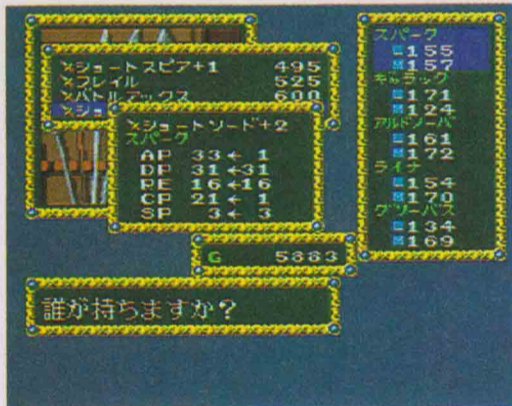 ×ショートスピア+1 495
×フレイル 525
×バトルアックス 600
×ショ
×ショートソード+2
スパーク
AP 33← 1
DP 31←31
RE 16←16
CP 21← 1
SP 3← 3
G 5883
誰が持ちますか?
スパーク
155
157
キャラック
171
124
アルドノーバ
161
172
ライナ
154
170
グリーバス
134
169